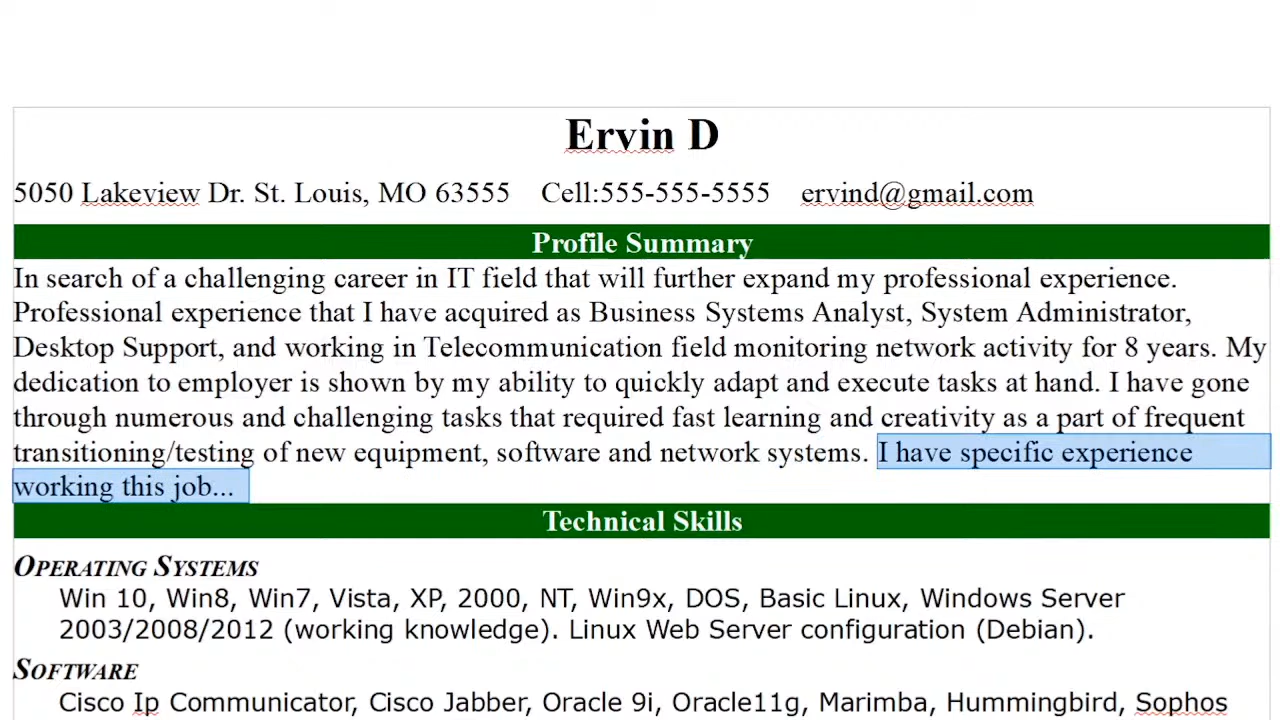 Ervin D
5050 Lakeview Dr. St. Louis, MO 63555 Cell:555-555-5555 ervind@gmail.com
Profile Summary
In search of a challenging career in IT field that will further expand my professional experience.
Professional experience that I have acquired as Business Systems Analyst, System Administrator,
Desktop Support, and working in Telecommunication field monitoring network activity for 8 years. My
dedication to employer is shown by my ability to quickly adapt and execute tasks at hand. I have gone
through numerous and challenging tasks that required fast learning and creativity as a part of frequent
transitioning/testing of new equipment, software and network systems. I have specific experience
working this job...
Technical Skills
OPERATING SYSTEMS
Win 10, Win8, Win7, Vista, XP, 2000, NT, Win9x, DOS, Basic Linux, Windows Server
2003/2008/2012 (working knowledge). Linux Web Server configuration (Debian).
SOFTWARE
Cisco Ip Communicator, Cisco Jabber, Oracle 9i, Oracle11g, Marimba, Hummingbird, Sophos